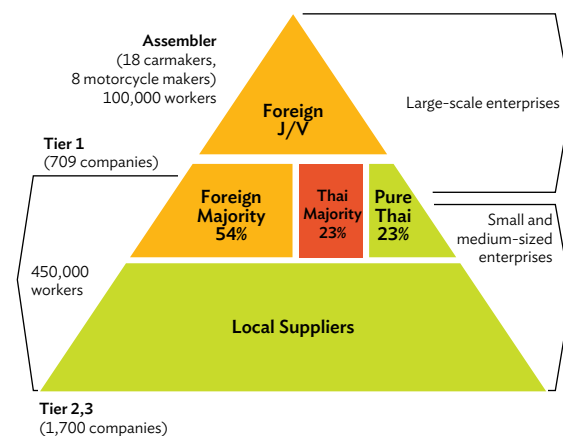 Assembler
(18 carmakers,
8 motorcycle makers)
100,000 workers
Foreign
J/V
Large-scale enterprises
Tier 1
(709 companies)
Foreign
Majority
54%
Thai
Majority
23%
Pure
Thai
23%
Small and
medium-sized
enterprises
450,000
workers
Local Suppliers
Tier 2,3
(1,700 companies)